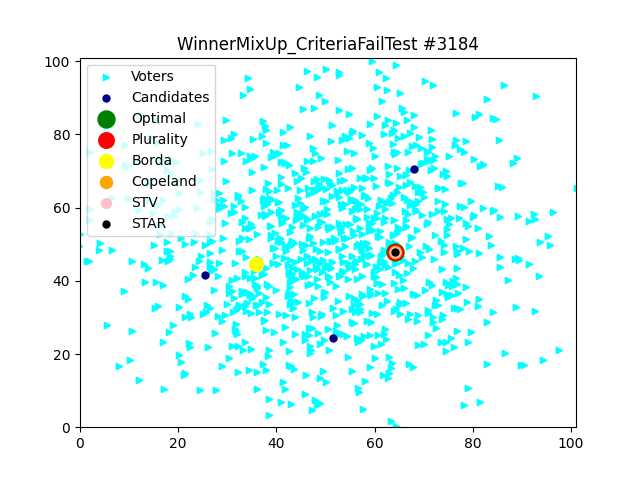 WinnerMixUp_CriteriaFailTest #3184
100
80
60
40
20
0
Voters
Candidates
Optimal
Plurality
Borda
Copeland
STV
STAR
0 20 40 60 80 100